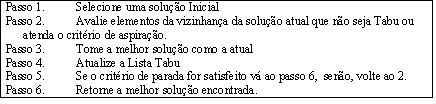 Passo 1. Selecione uma solução Inicial
Passo 2. Avalie elementos da vizinhança da solução atual que não seja Tabu ou
atenda o critério de aspiração.
Passo 3. Tome a melhor solução como a atual
Passo 4. Atualize a Lista Tabu
Passo 5. Se o critério de parada for satisfeito vá ao passo 6, senão, volte ao 2.
Passo 6. Retorne a melhor solução encontrada.